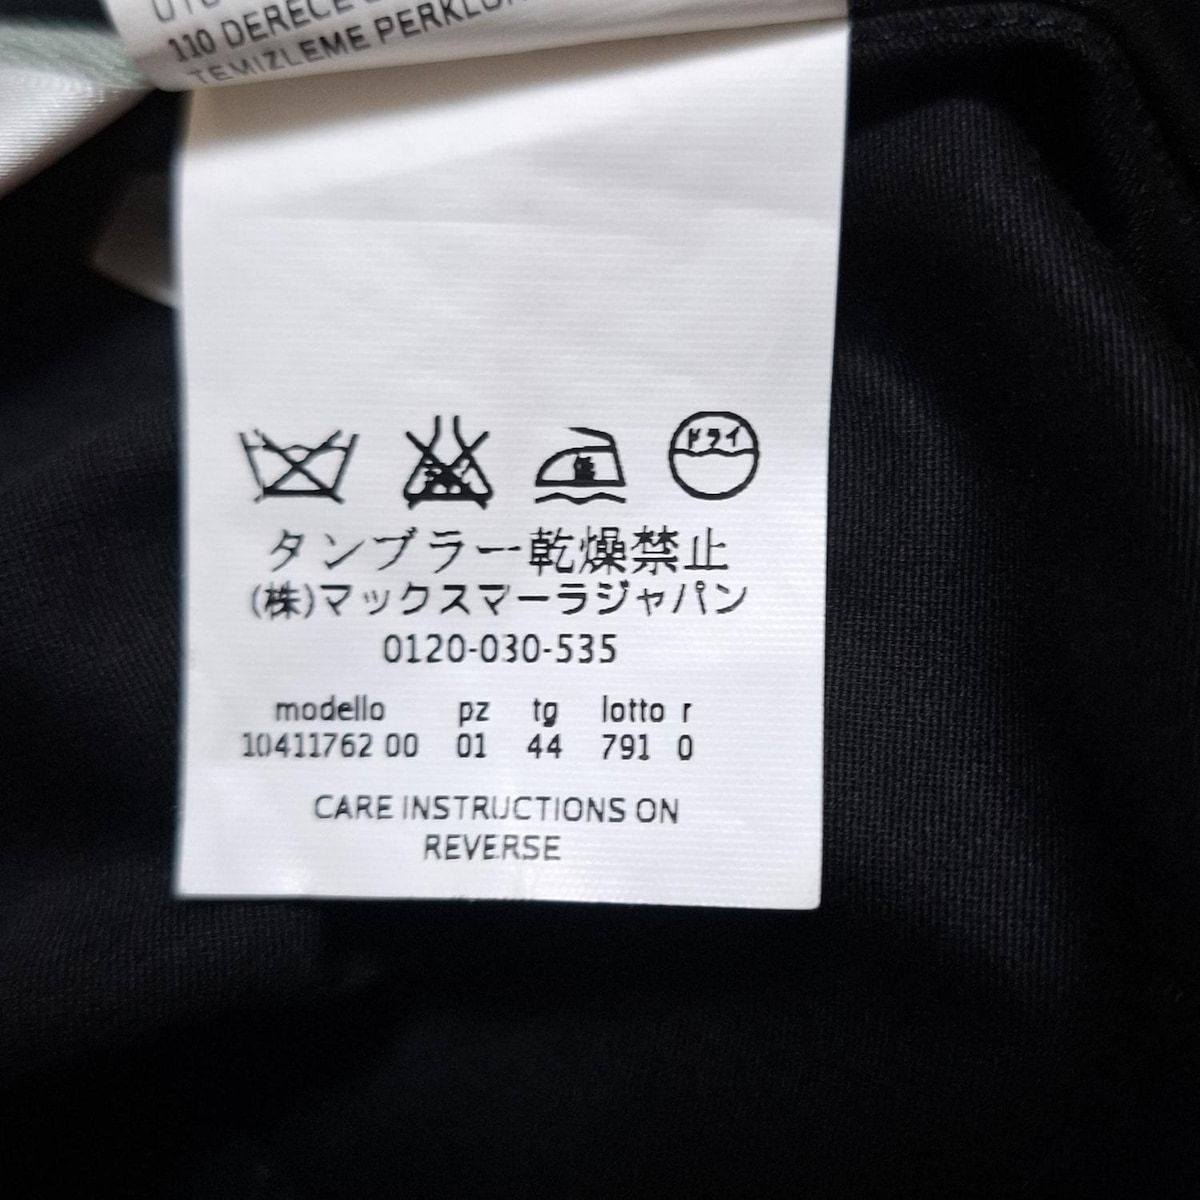 110 DERECE
TEMIZLEME
ドライ
低
タンブラー乾燥禁止
(株)マックスマーラジャパン
0120-030-535
modello pz tg lotto r
10411762 00 01 44 791 0
CARE INSTRUCTIONS ON
REVERSE